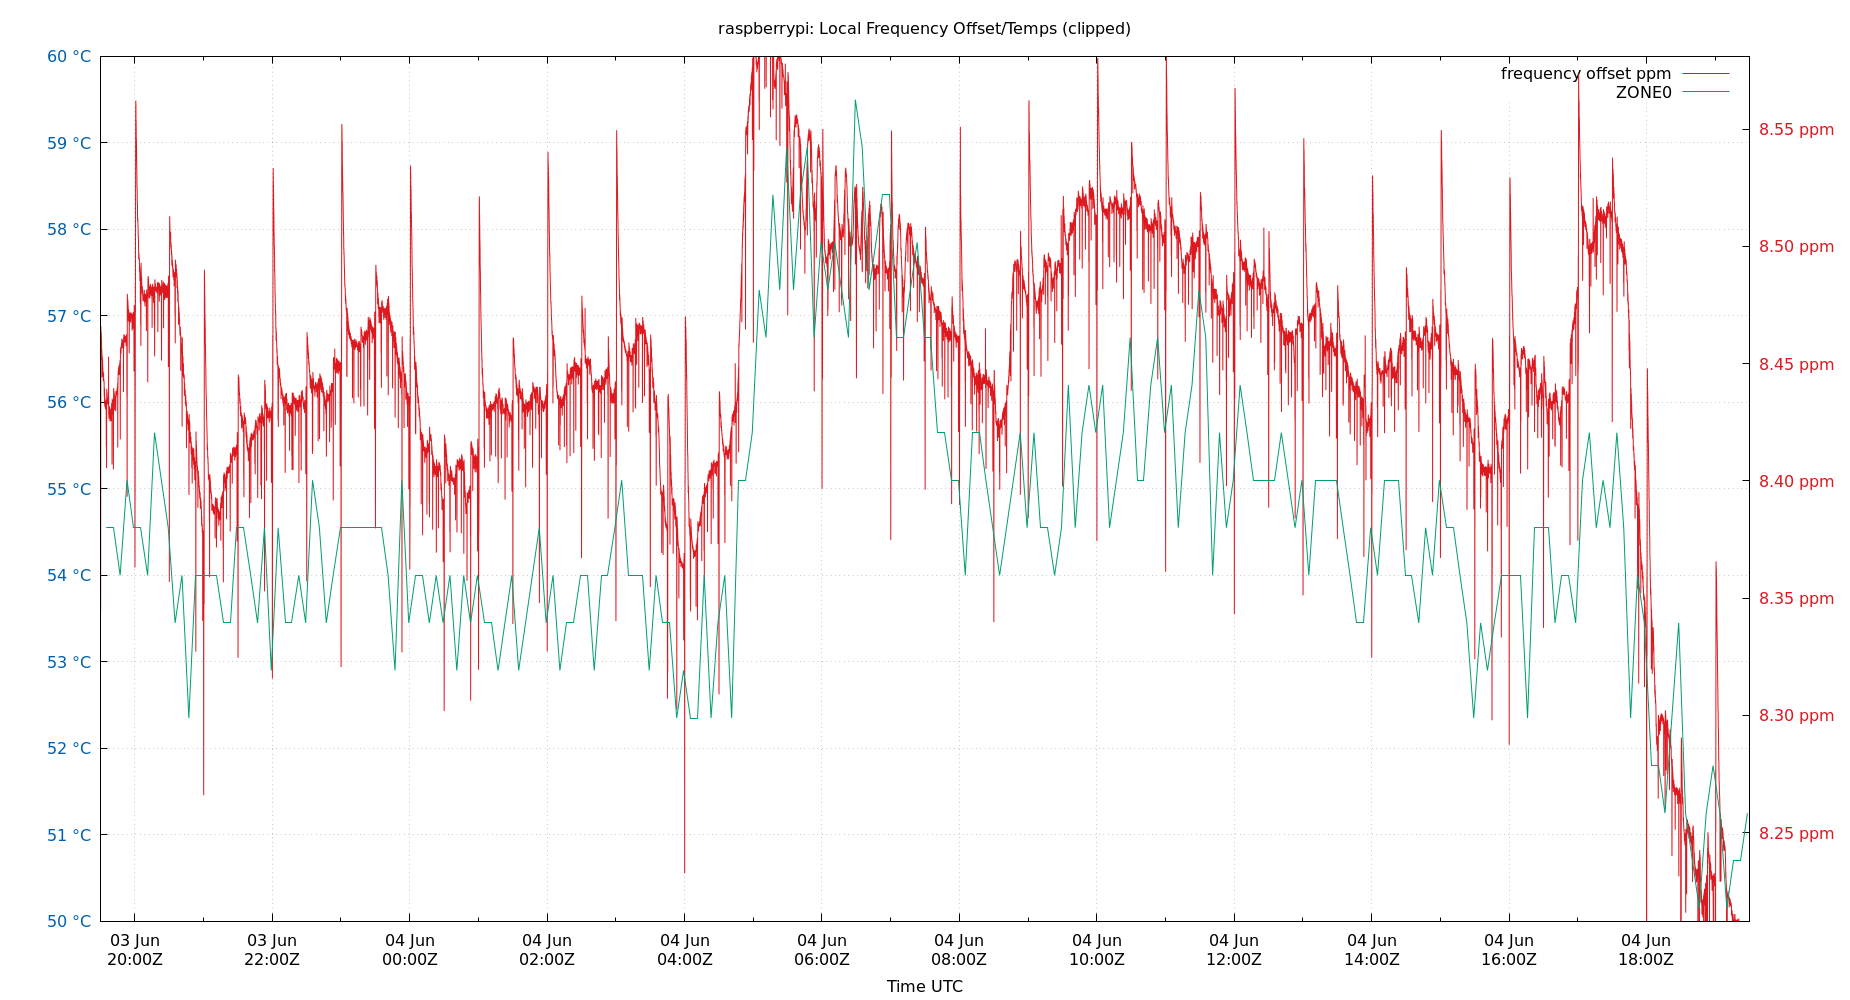 raspberrypi: Local Frequency Offset/Temps (clipped)
frequency offset ppm
ZONE0
60 °C
59 °C
58 °C
57 °C
56 °C
55 °C
54 °C
53 °C
52 °C
51 °C
50 °C
8.55 ppm
8.50 ppm
8.45 ppm
8.40 ppm
8.35 ppm
8.30 ppm
8.25 ppm
03 Jun 03 Jun 04 Jun 04 Jun 04 Jun 04 Jun 04 Jun 04 Jun 04 Jun 04 Jun 04 Jun 04 Jun
20:00Z 22:00Z 00:00Z 02:00Z 04:00Z 06:00Z 08:00Z 10:00Z 12:00Z 14:00Z 16:00Z 18:00Z
Time UTC